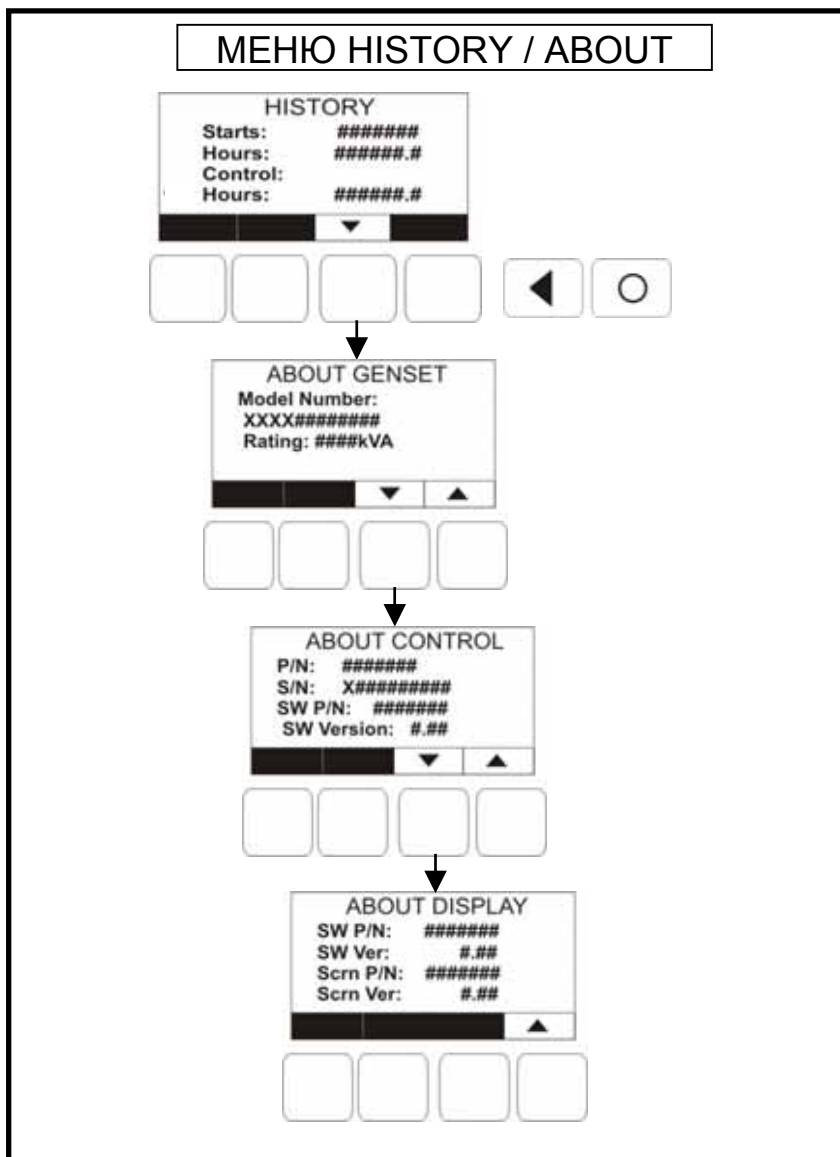 МЕНЮ HISTORY / ABOUT
HISTORY
Starts: #######
Hours: ######.#
Control:
Hours: ######.#
ABOUT GENSET
Model Number:
XXXX########
Rating: ####kVA
ABOUT CONTROL
P/N: #######
S/N: X#########
SW P/N: #######
SW Version: #.##
ABOUT DISPLAY
SW P/N: #######
SW Ver: #.##
Scrn P/N: #######
Scrn Ver: #.##